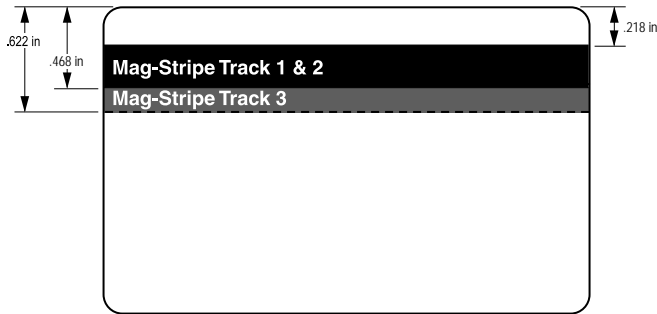 .218 in
.622 in
.468 in
Mag-Stripe Track 1 & 2
Mag-Stripe Track 3